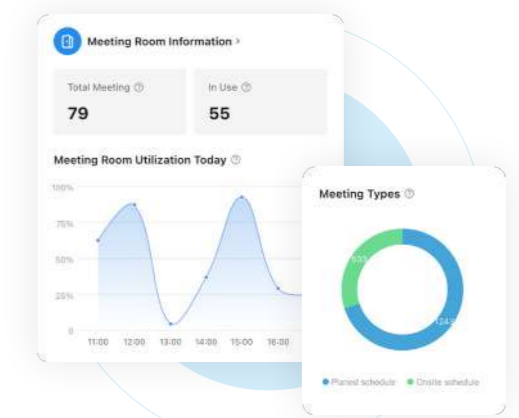 Meeting Room Information >
Total Meeting
79
In Use
55
Meeting Room Utilization Today
100%
75%
50%
25%
0
11:00 12:00 13:00 14:00 15:00 16:00
Meeting Types
Planed schedule
Onsite schedule